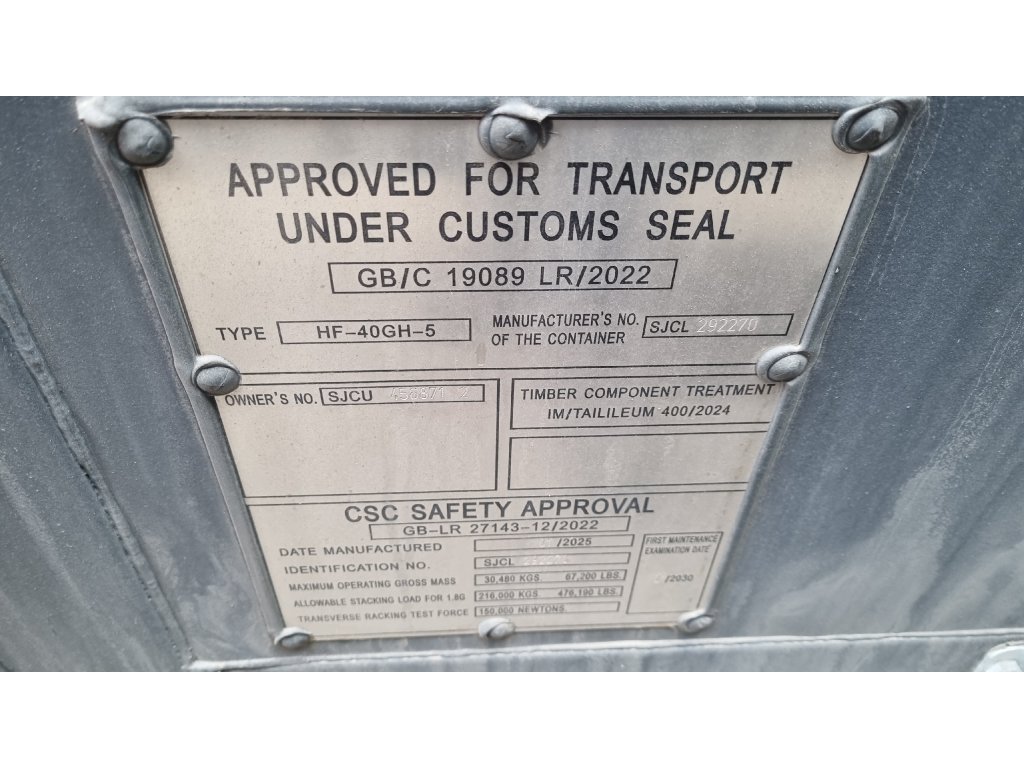 APPROVED FOR TRANSPORT
UNDER CUSTOMS SEAL
GB/C 19089 LR/2022
TYPE HF-40GH-5
MANUFACTURER'S NO.
OF THE CONTAINER
SJCL 292270
OWNER'S NO. SJCU
TIMBER COMPONENT TREATMENT
IM/TAILILEUM 400/2024
CSC SAFETY APPROVAL
GB-LR 27143-12/2022
DATE MANUFACTURED /2025
IDENTIFICATION NO. SJCL
MAXIMUM OPERATING GROSS MASS 30,480 KGS. 67,200 LBS.
ALLOWABLE STACKING LOAD FOR 1.8G 216,000 KGS. 476,190 LBS.
TRANSVERSE RACKING TEST FORCE 150,000 NEWTONS.
FIRST MAINTENANCE
EXAMINATION DATE
/2030